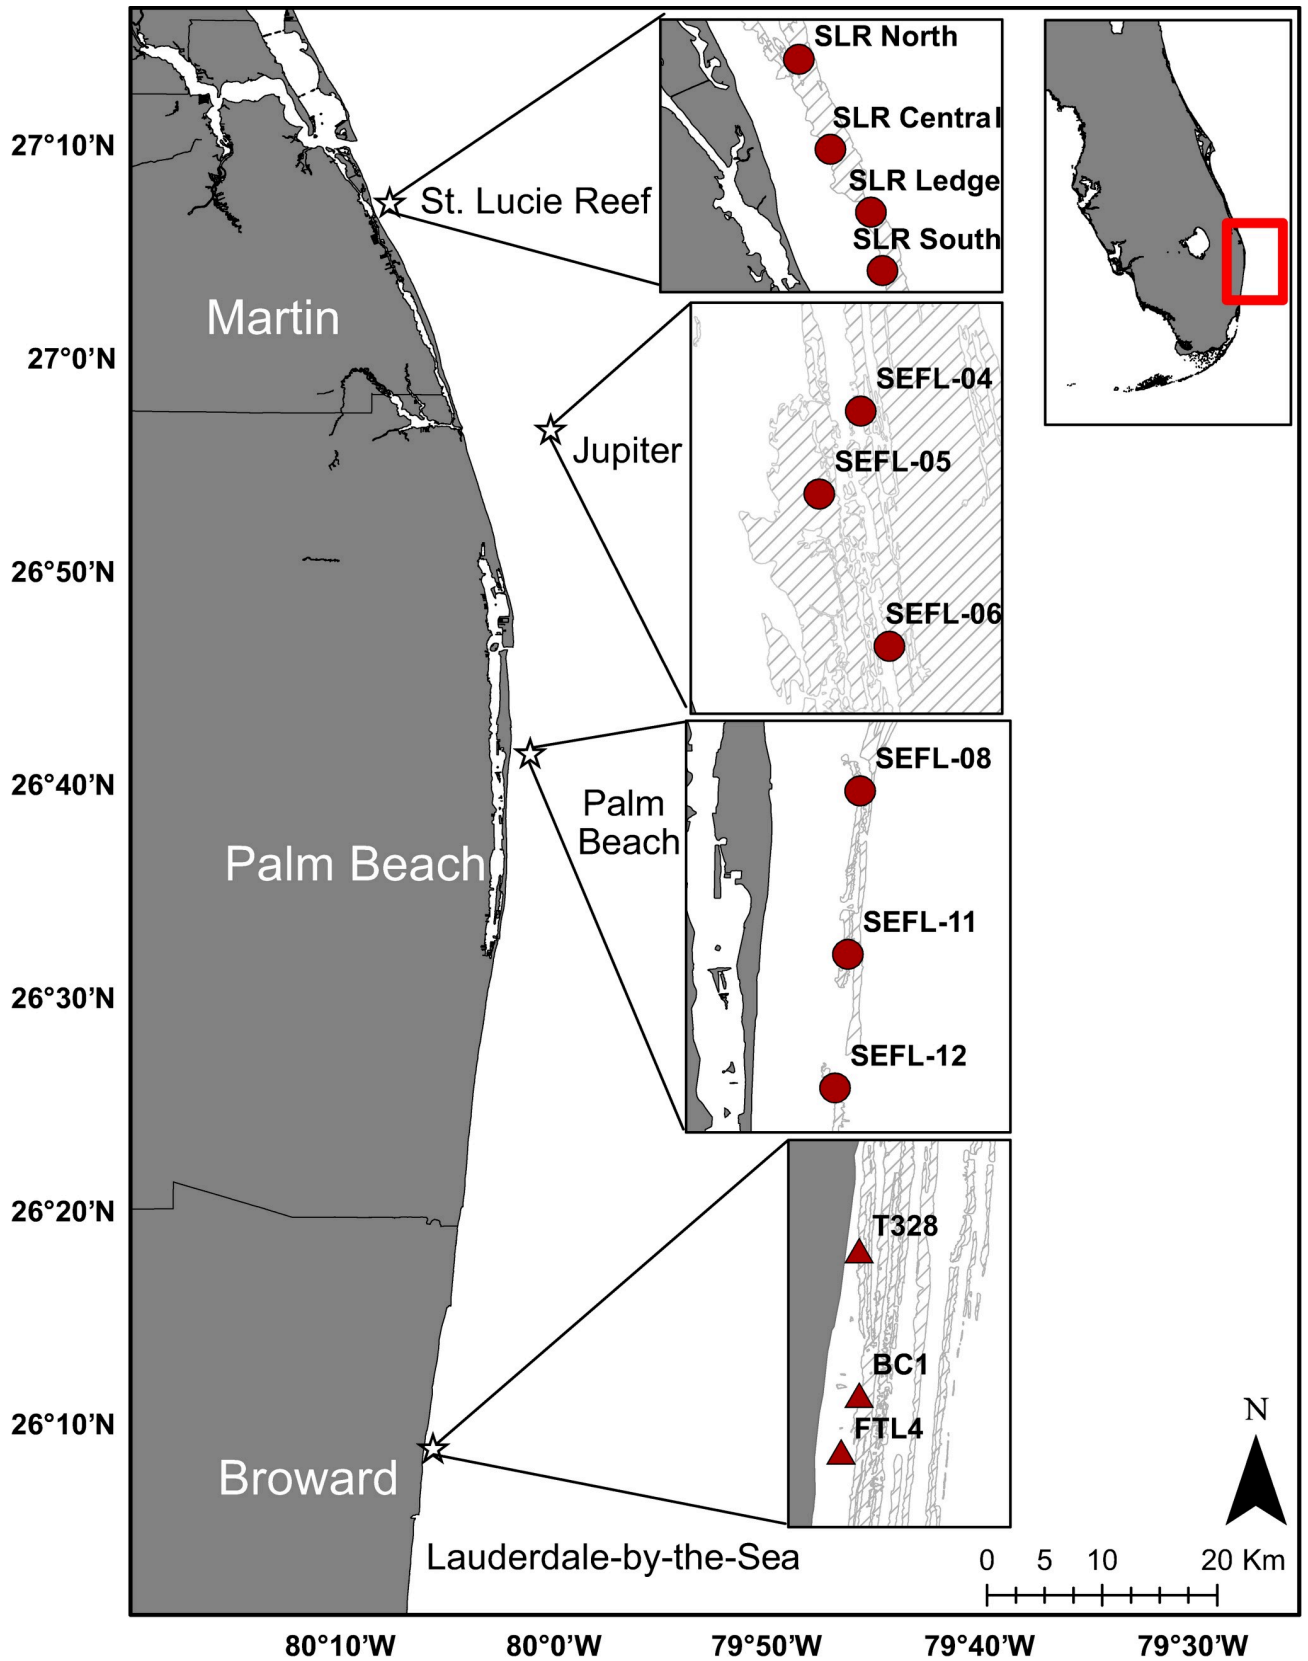 SLR North
SLR Central
SLR Ledge
SLR South
27°10'N
St. Lucie Reef
Martin
27°0'N
SEFL-04
Jupiter
SEFL-05
26°50'N
SEFL-06
SEFL-08
26°40'N
Palm
Beach
Palm Beach
SEFL-11
26°30'N
SEFL-12
26°20'N
T328
BC1
26°10'N
FTL4
N
Broward
Lauderdale-by-the-Sea
0 5 10 20 Km
80°10'W 80°0'W 79°50'W 79°40'W 79°30'W